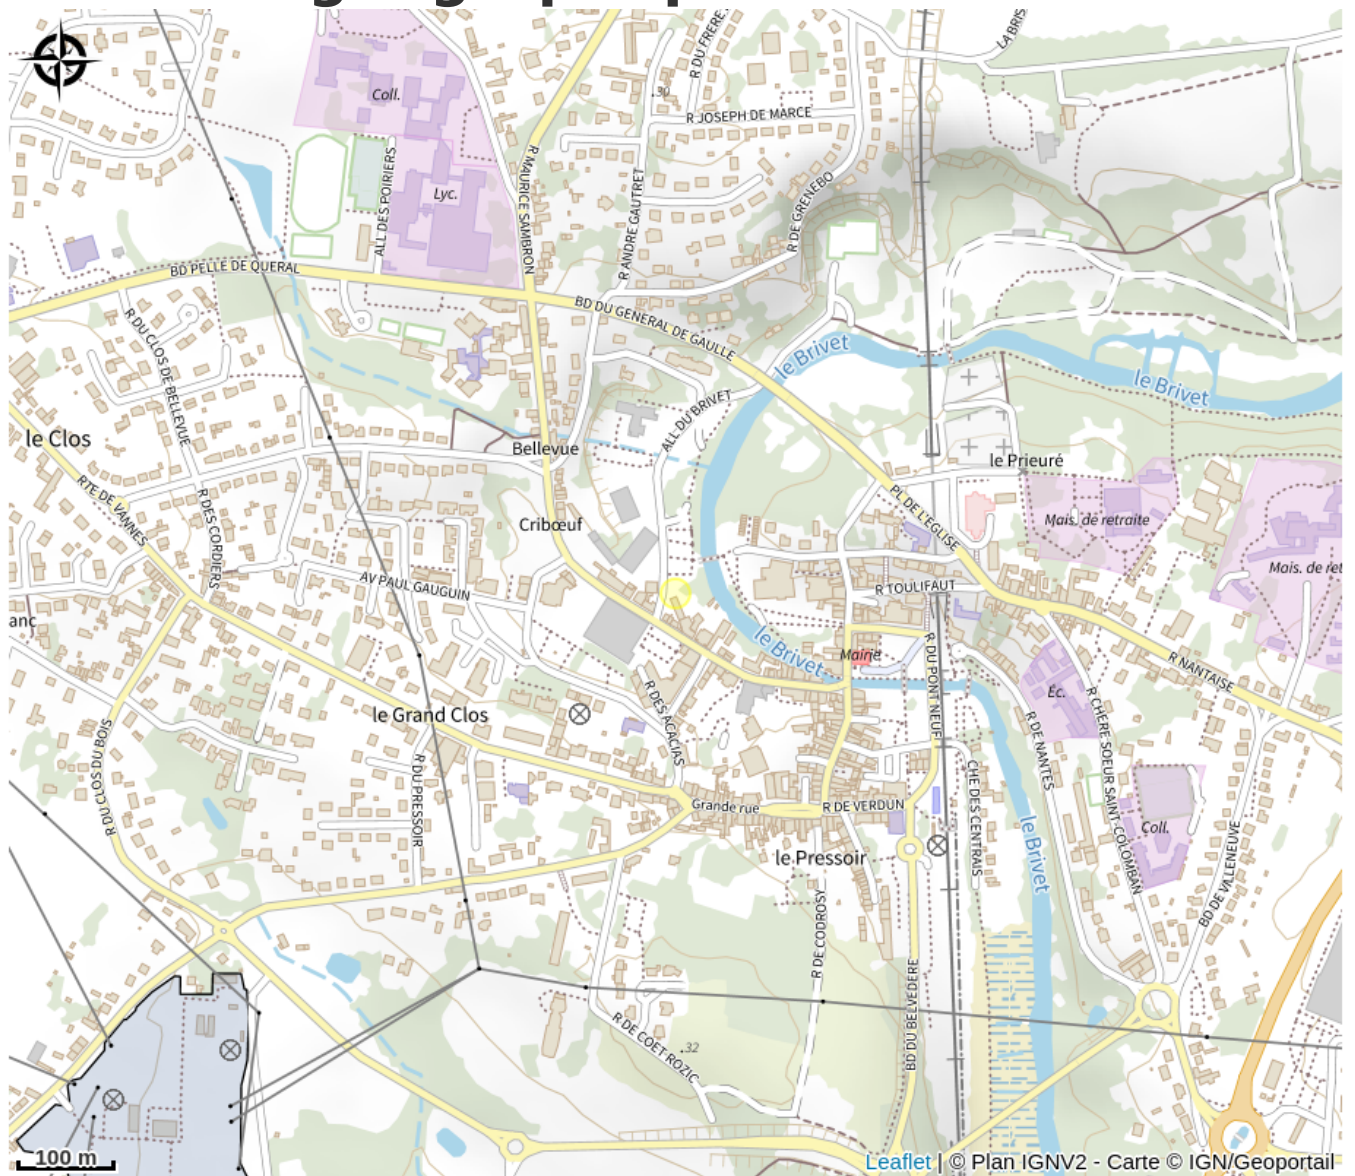 LA BRIS
R DU FRERE
Coll.
30
R JOSEPH DE MARCE
R MAURICE SAMBRON
ALL DES POIRIERS
Lyc.
R ANDRE GAUTRET
R DE GRENEBO
BD PELLE DE QUERAL
BD DU GENERAL DE GAULLE
R DU CLOS DE BELLEVUE
le Brivet
le Brivet
ALL DU BRIVET
le Clos
Bellevue
le Prieuré
RTE DE VANNES
R DES CORDIERS
Cribœuf
PL DE L'EGLISE
Mais. de retraite
Mais. de ret
AV PAUL GAUGUIN
R TOULIFAUT
anc
le Brivet
Mairie
R DU PONT NEUF
R NANTAISE
Éc.
R DES ACACIAS
le Grand Clos
R DU CLOS DU BOIS
R DU PRESSOIR
R DE NANTES
R CHERE SOEUR SAINT-COLOMBAN
CHE DES CENTRAIS
Grande rue
R DE VERDUN
Coll.
le Brivet
le Pressoir
BD DE VILLENEUVE
R DE CODROSY
BD DU BELVEDERE
R DE COET ROZIC
32
100 m
Leaflet | © Plan IGNV2 - Carte © IGN/Geoportail